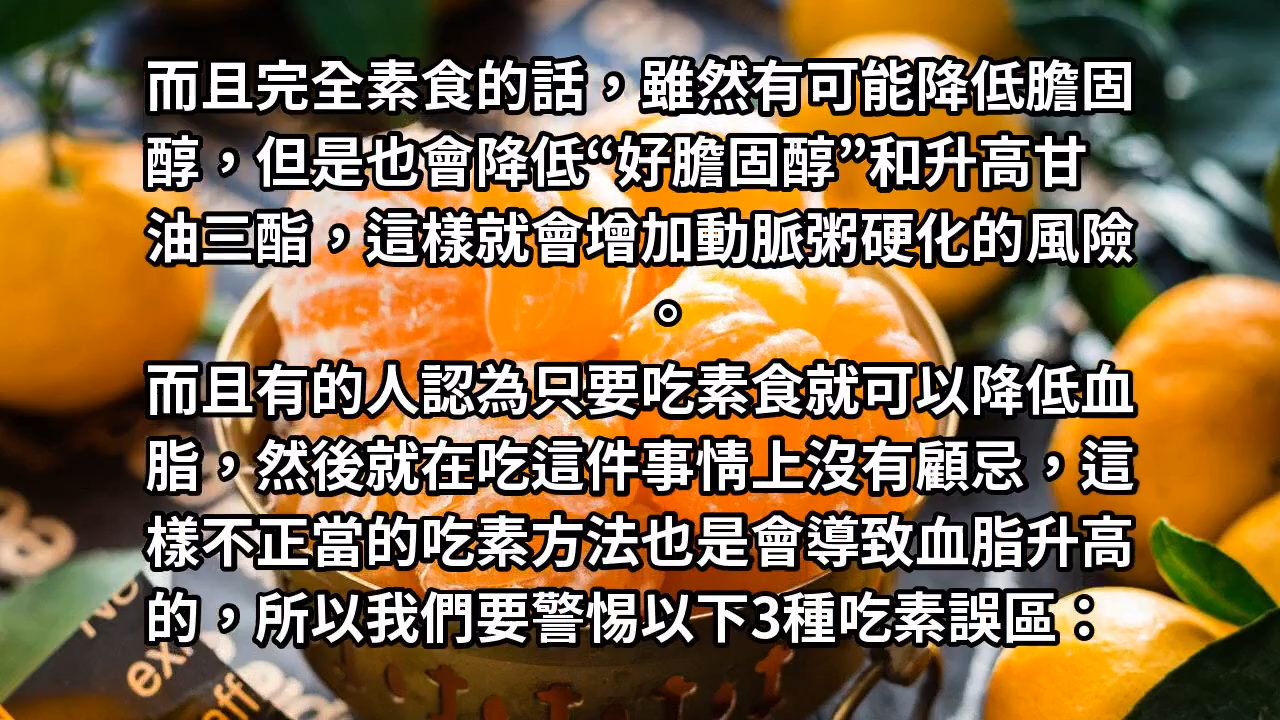 而且完全素食的話，雖然有可能降低膽固
醇，但是也會降低“好膽固醇”和升高甘
油三酯，這樣就會增加動脈粥硬化的風險
。
而且有的人認為只要吃素食就可以降低血
脂，然後就在吃這件事情上沒有顧忌，這
樣不正當的吃素方法也是會導致血脂升高
的，所以我們要警惕以下3種吃素誤區：